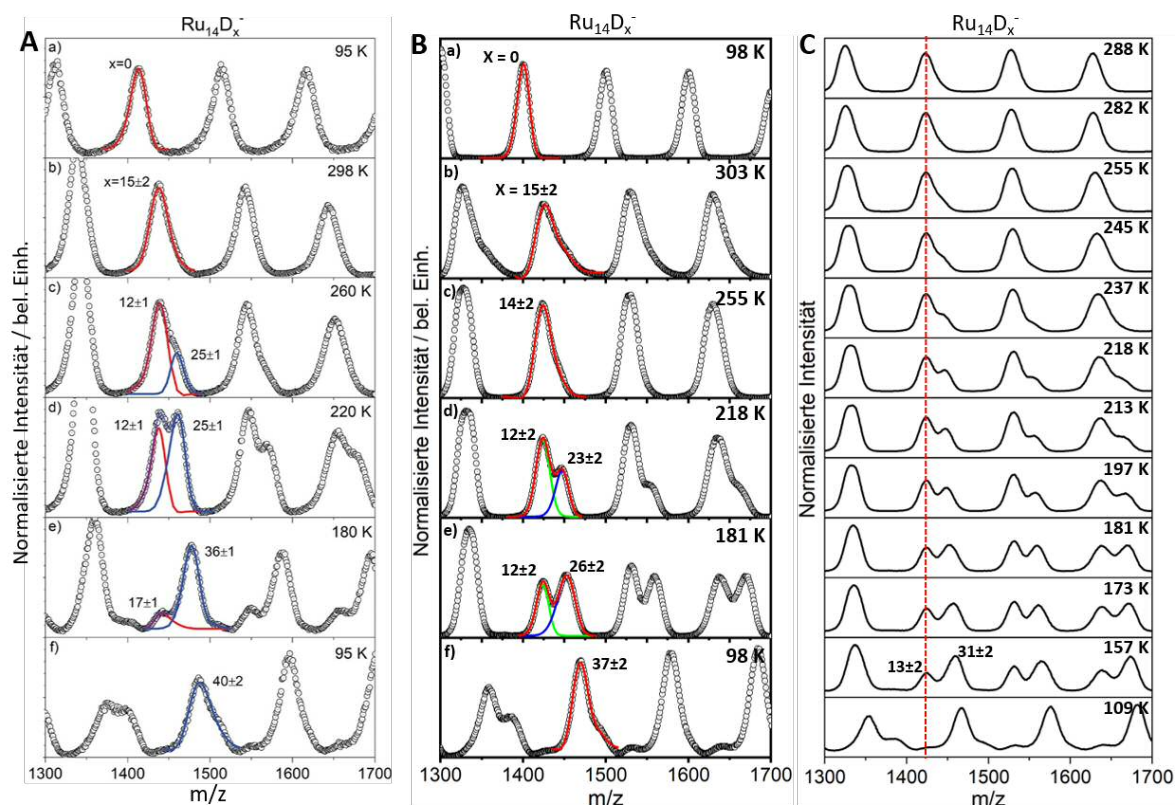 A
Ru14Dx-
a)
95 K
x=0
b)
298 K
x=15±2
c)
260 K
12±1
25±1
d)
220 K
12±1
25±1
e)
180 K
36±1
17±1
f)
95 K
40±2
Normalisierte Intensität / bel. Einh.
1300 1400 1500 1600 1700
m/z
B
Ru14Dx-
a)
98 K
X = 0
b)
303 K
X = 15±2
c)
255 K
14±2
d)
218 K
12±2
23±2
e)
181 K
12±2
26±2
f)
98 K
37±2
Normalisierte Intensität / bel. Einh.
1300 1400 1500 1600 1700
m/z
C
Ru14Dx-
288 K
282 K
255 K
245 K
237 K
218 K
213 K
197 K
181 K
173 K
157 K
13±2
31±2
109 K
Normalisierte Intensität
1300 1400 1500 1600 1700
m/z